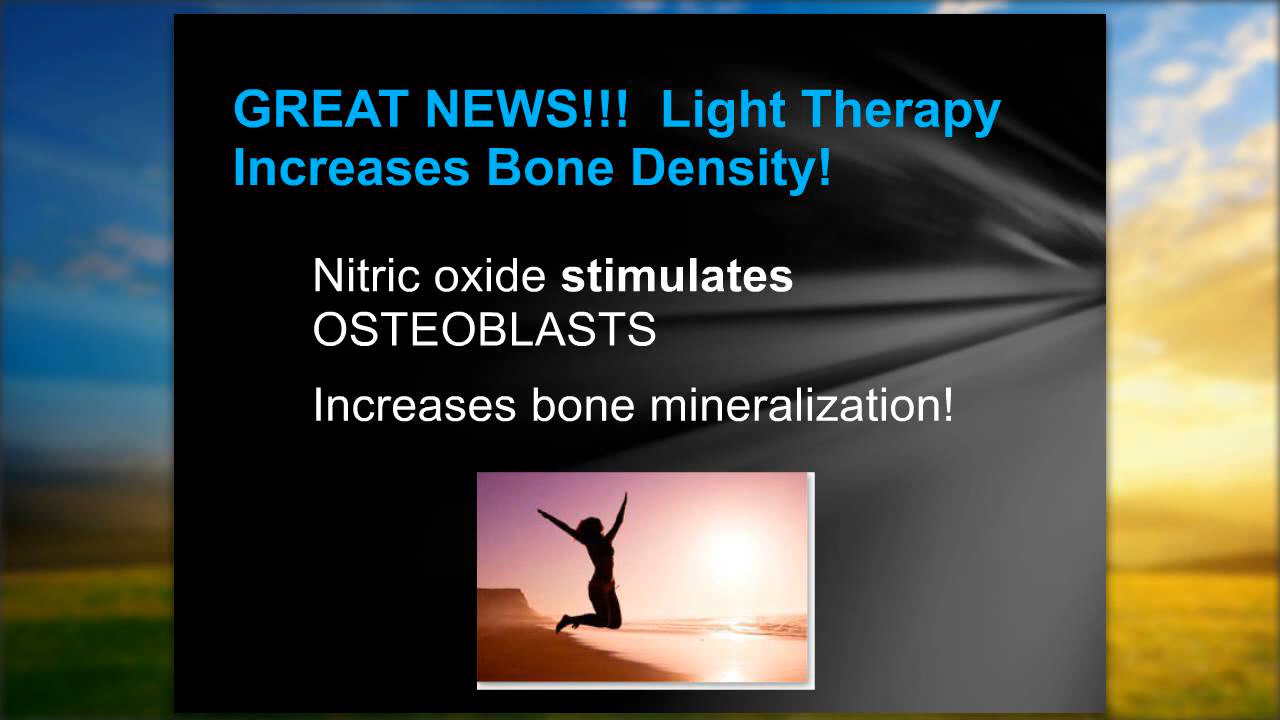 GREAT NEWS!!!  Light Therapy
Increases Bone Density!
Nitric oxide stimulates
OSTEOBLASTS
Increases bone mineralization!